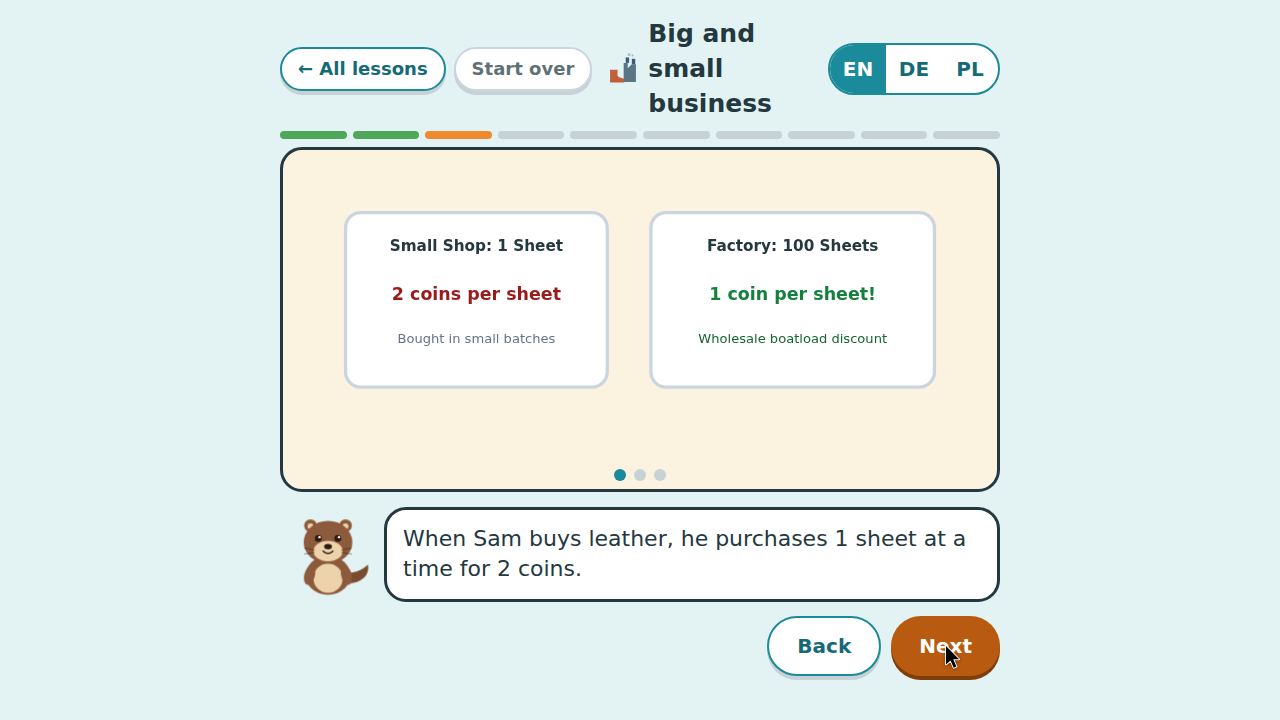 ← All lessons
Start over
Big and
small
business
EN
DE
PL
Small Shop: 1 Sheet
2 coins per sheet
Bought in small batches
Factory: 100 Sheets
1 coin per sheet!
Wholesale boatload discount
When Sam buys leather, he purchases 1 sheet at a
time for 2 coins.
Back
Next